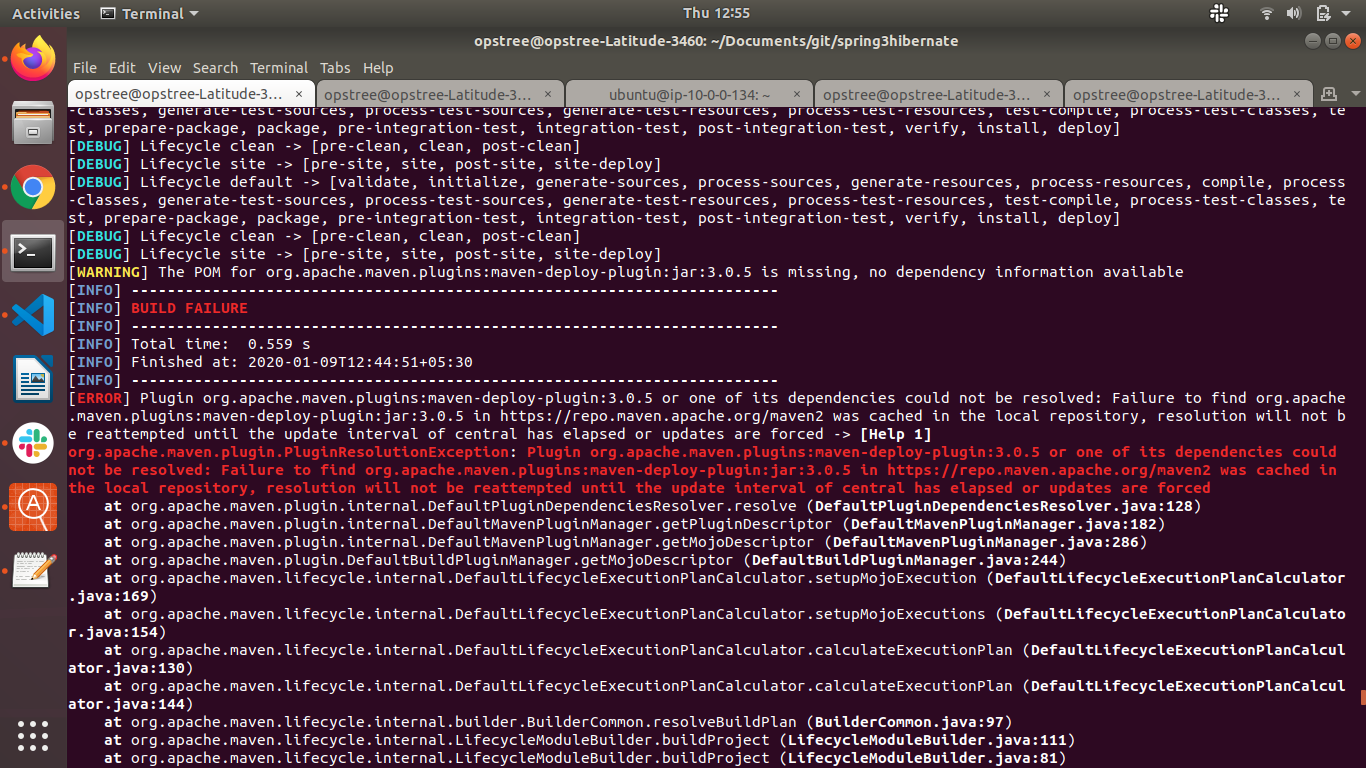 Activities Terminal Thu 12:55
opstree@opstree-Latitude-3460: ~/Documents/git/spring3hibernate
File Edit View Search Terminal Tabs Help
opstree@opstree-Latitude-3... × opstree@opstree-Latitude-3... × ubuntu@ip-10-0-0-134: ~ × opstree@opstree-Latitude-3... × opstree@opstree-Latitude-3... ×
-classes, generate-test-sources, process-test-sources, generate-test-resources, process-test-resources, test-compile, process-test-classes, te
st, prepare-package, package, pre-integration-test, integration-test, post-integration-test, verify, install, deploy]
[DEBUG] Lifecycle clean -> [pre-clean, clean, post-clean]
[DEBUG] Lifecycle site -> [pre-site, site, post-site, site-deploy]
[DEBUG] Lifecycle default -> [validate, initialize, generate-sources, process-sources, generate-resources, process-resources, compile, process
-classes, generate-test-sources, process-test-sources, generate-test-resources, process-test-resources, test-compile, process-test-classes, te
st, prepare-package, package, pre-integration-test, integration-test, post-integration-test, verify, install, deploy]
[DEBUG] Lifecycle clean -> [pre-clean, clean, post-clean]
[DEBUG] Lifecycle site -> [pre-site, site, post-site, site-deploy]
[WARNING] The POM for org.apache.maven.plugins:maven-deploy-plugin:jar:3.0.5 is missing, no dependency information available
[INFO] ------------------------------------------------------------------------
[INFO] BUILD FAILURE
[INFO] ------------------------------------------------------------------------
[INFO] Total time:  0.559 s
[INFO] Finished at: 2020-01-09T12:44:51+05:30
[INFO] ------------------------------------------------------------------------
[ERROR] Plugin org.apache.maven.plugins:maven-deploy-plugin:3.0.5 or one of its dependencies could not be resolved: Failure to find org.apache
.maven.plugins:maven-deploy-plugin:jar:3.0.5 in https://repo.maven.apache.org/maven2 was cached in the local repository, resolution will not b
e reattempted until the update interval of central has elapsed or updates are forced -> [Help 1]
org.apache.maven.plugin.PluginResolutionException: Plugin org.apache.maven.plugins:maven-deploy-plugin:3.0.5 or one of its dependencies could
not be resolved: Failure to find org.apache.maven.plugins:maven-deploy-plugin:jar:3.0.5 in https://repo.maven.apache.org/maven2 was cached in
the local repository, resolution will not be reattempted until the update interval of central has elapsed or updates are forced
    at org.apache.maven.plugin.internal.DefaultPluginDependenciesResolver.resolve (DefaultPluginDependenciesResolver.java:128)
    at org.apache.maven.plugin.internal.DefaultMavenPluginManager.getPluginDescriptor (DefaultMavenPluginManager.java:182)
    at org.apache.maven.plugin.internal.DefaultMavenPluginManager.getMojoDescriptor (DefaultMavenPluginManager.java:286)
    at org.apache.maven.plugin.DefaultBuildPluginManager.getMojoDescriptor (DefaultBuildPluginManager.java:244)
    at org.apache.maven.lifecycle.internal.DefaultLifecycleExecutionPlanCalculator.setupMojoExecution (DefaultLifecycleExecutionPlanCalculator
.java:169)
    at org.apache.maven.lifecycle.internal.DefaultLifecycleExecutionPlanCalculator.setupMojoExecutions (DefaultLifecycleExecutionPlanCalculato
r.java:154)
    at org.apache.maven.lifecycle.internal.DefaultLifecycleExecutionPlanCalculator.calculateExecutionPlan (DefaultLifecycleExecutionPlanCalcul
ator.java:130)
    at org.apache.maven.lifecycle.internal.DefaultLifecycleExecutionPlanCalculator.calculateExecutionPlan (DefaultLifecycleExecutionPlanCalcul
ator.java:144)
    at org.apache.maven.lifecycle.internal.builder.BuilderCommon.resolveBuildPlan (BuilderCommon.java:97)
    at org.apache.maven.lifecycle.internal.LifecycleModuleBuilder.buildProject (LifecycleModuleBuilder.java:111)
    at org.apache.maven.lifecycle.internal.LifecycleModuleBuilder.buildProject (LifecycleModuleBuilder.java:81)